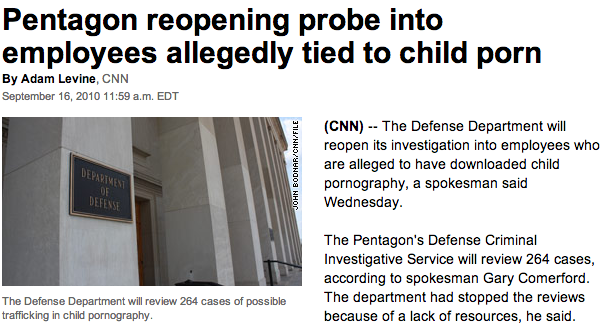 Pentagon reopening probe into
employees allegedly tied to child porn
By Adam Levine, CNN
September 16, 2010 11:59 a.m. EDT
DEPARTMENT
OF
DEFENSE
JOHN BODNAR/CNN/FILE
The Defense Department will review 264 cases of possible
trafficking in child pornography.
(CNN) -- The Defense Department will
reopen its investigation into employees who
are alleged to have downloaded child
pornography, a spokesman said
Wednesday.
The Pentagon's Defense Criminal
Investigative Service will review 264 cases,
according to spokesman Gary Comerford.
The department had stopped the reviews
because of a lack of resources, he said.